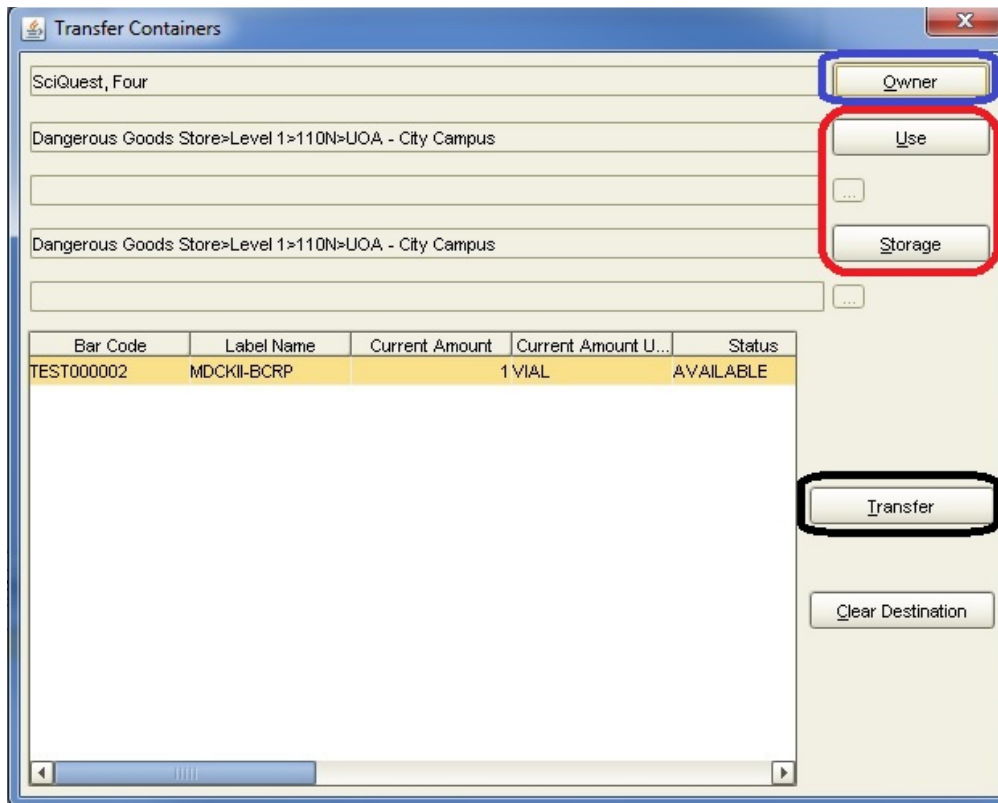 Transfer Containers
SciQuest, Four
Owner
Dangerous Goods Store>Level 1>110N>UOA - City Campus
Use
...
Dangerous Goods Store>Level 1>110N>UOA - City Campus
Storage
...
Bar Code Label Name Current Amount Current Amount U... Status
TEST000002 MDCKII-BCRP 1 VIAL AVAILABLE
Transfer
Clear Destination